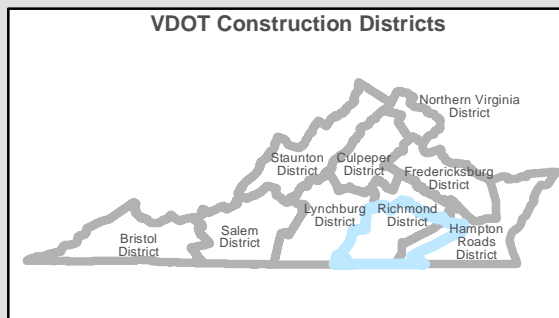 VDOT Construction Districts
Northern Virginia
District
Staunton
District
Culpeper
District
Fredericksburg
District
Lynchburg
District
Richmond
District
Hampton
Roads
District
Salem
District
Bristol
District